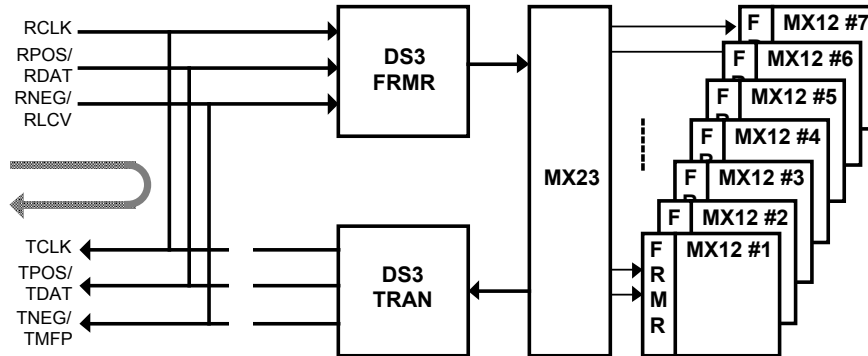 RCLK
RPOS/
RDAT
RNEG/
RLCV
DS3
FRMR
MX23
F
MX12 #7
F
MX12 #6
F
MX12 #5
F
MX12 #4
F
MX12 #3
F
MX12 #2
F
R
M
R
MX12 #1
TCLK
TPOS/
TDAT
TNEG/
TMFP
DS3
TRAN